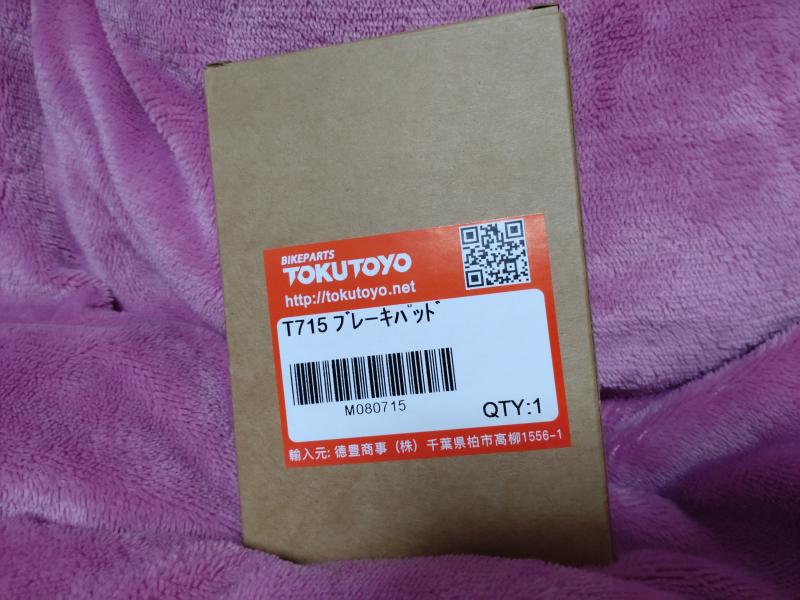 BIKEPARTS
TOKUTOYO
http://tokutoyo.net
T715 ﾌﾞﾚｰｷﾊﾟｯﾄﾞ
M080715
QTY:1
輸入元: 徳豊商事 (株) 千葉県柏市高柳1556-1